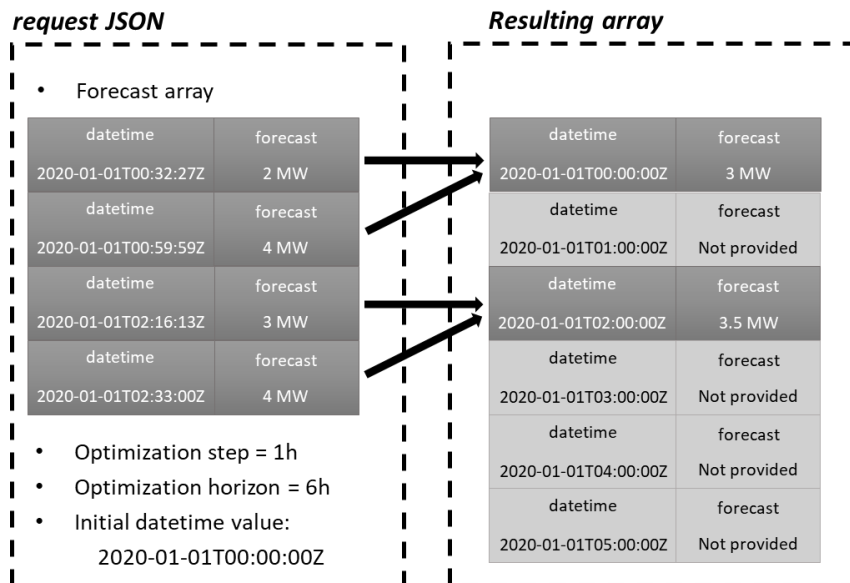 request JSON
• Forecast array
datetime forecast
2020-01-01T00:32:27Z 2 MW
datetime forecast
2020-01-01T00:59:59Z 4 MW
datetime forecast
2020-01-01T02:16:13Z 3 MW
datetime forecast
2020-01-01T02:33:00Z 4 MW
• Optimization step = 1h
• Optimization horizon = 6h
• Initial datetime value:
2020-01-01T00:00:00Z
Resulting array
datetime forecast
2020-01-01T00:00:00Z 3 MW
datetime forecast
2020-01-01T01:00:00Z Not provided
datetime forecast
2020-01-01T02:00:00Z 3.5 MW
datetime forecast
2020-01-01T03:00:00Z Not provided
datetime forecast
2020-01-01T04:00:00Z Not provided
datetime forecast
2020-01-01T05:00:00Z Not provided